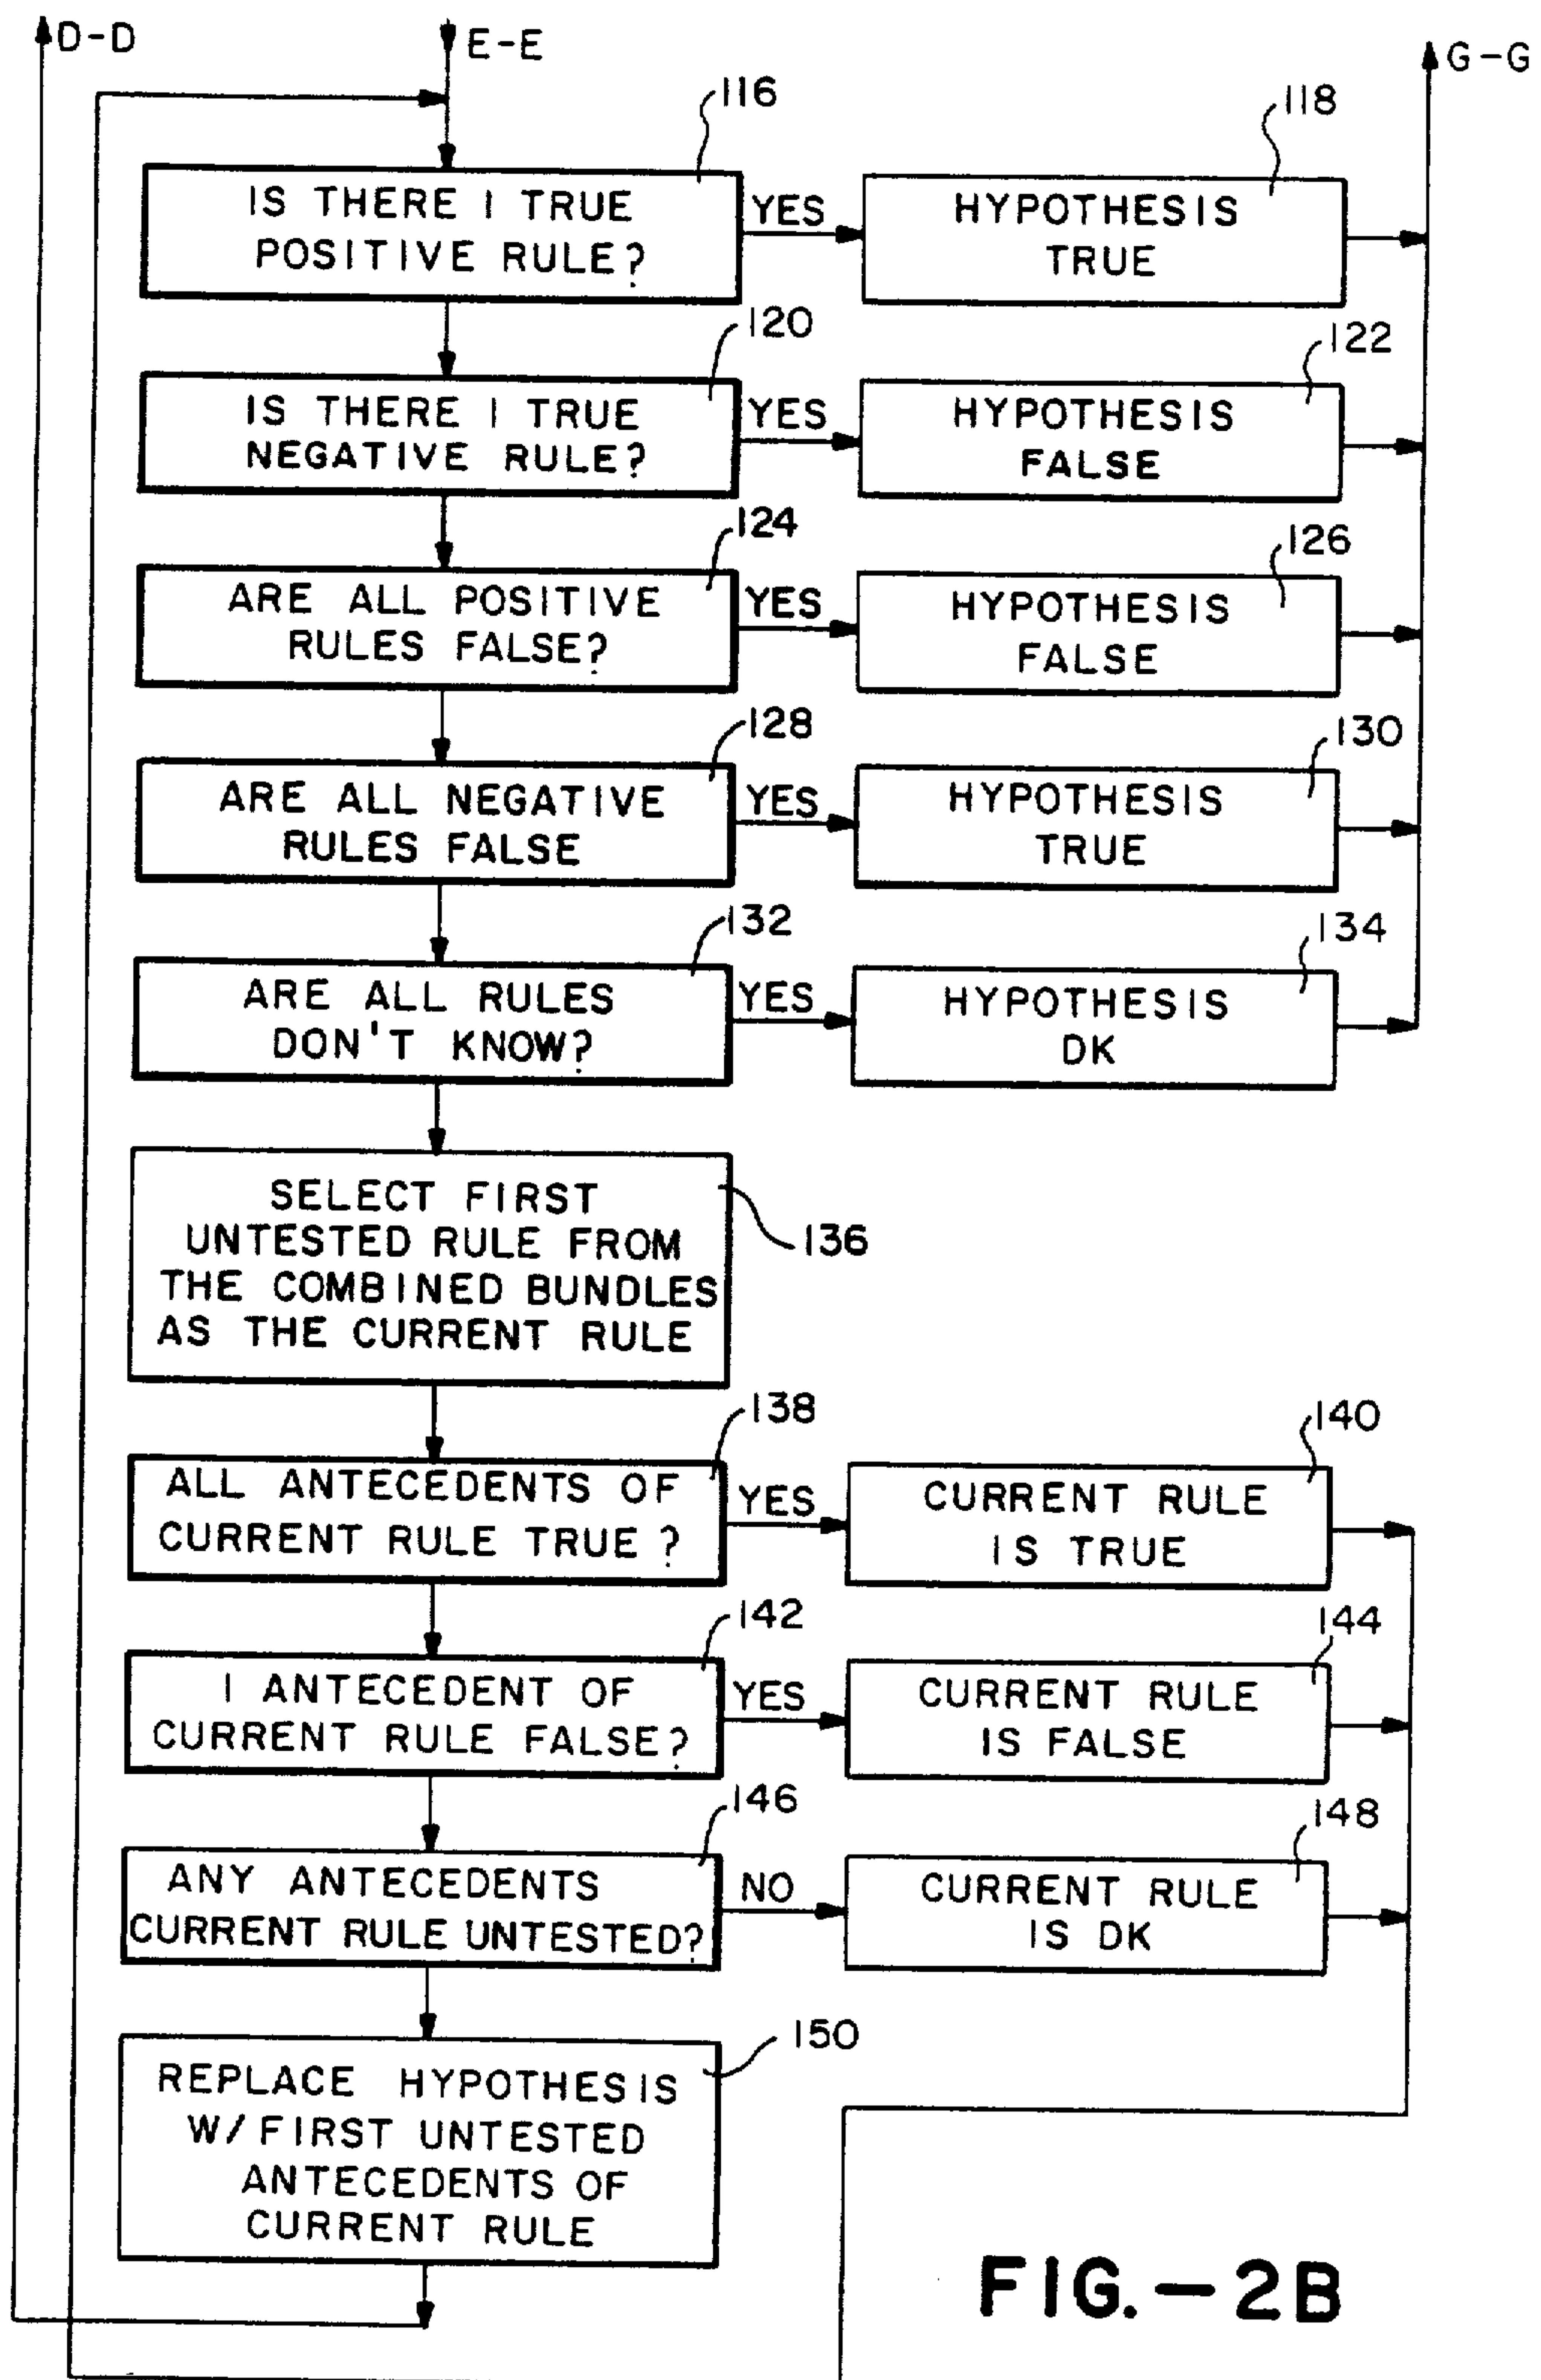 D-D
E-E
G-G
116
118
IS THERE 1 TRUE
POSITIVE RULE?
YES
HYPOTHESIS
TRUE
120
122
IS THERE 1 TRUE
NEGATIVE RULE?
YES
HYPOTHESIS
FALSE
124
126
ARE ALL POSITIVE
RULES FALSE?
YES
HYPOTHESIS
FALSE
128
130
ARE ALL NEGATIVE
RULES FALSE
YES
HYPOTHESIS
TRUE
132
134
ARE ALL RULES
DON'T KNOW?
YES
HYPOTHESIS
DK
SELECT FIRST
UNTESTED RULE FROM
THE COMBINED BUNDLES
AS THE CURRENT RULE
136
138
140
ALL ANTECEDENTS OF
CURRENT RULE TRUE ?
YES
CURRENT RULE
IS TRUE
142
144
1 ANTECEDENT OF
CURRENT RULE FALSE?
YES
CURRENT RULE
IS FALSE
146
148
ANY ANTECEDENTS
CURRENT RULE UNTESTED?
NO
CURRENT RULE
IS DK
150
REPLACE HYPOTHESIS
W/FIRST UNTESTED
ANTECEDENTS OF
CURRENT RULE
FIG.-2B